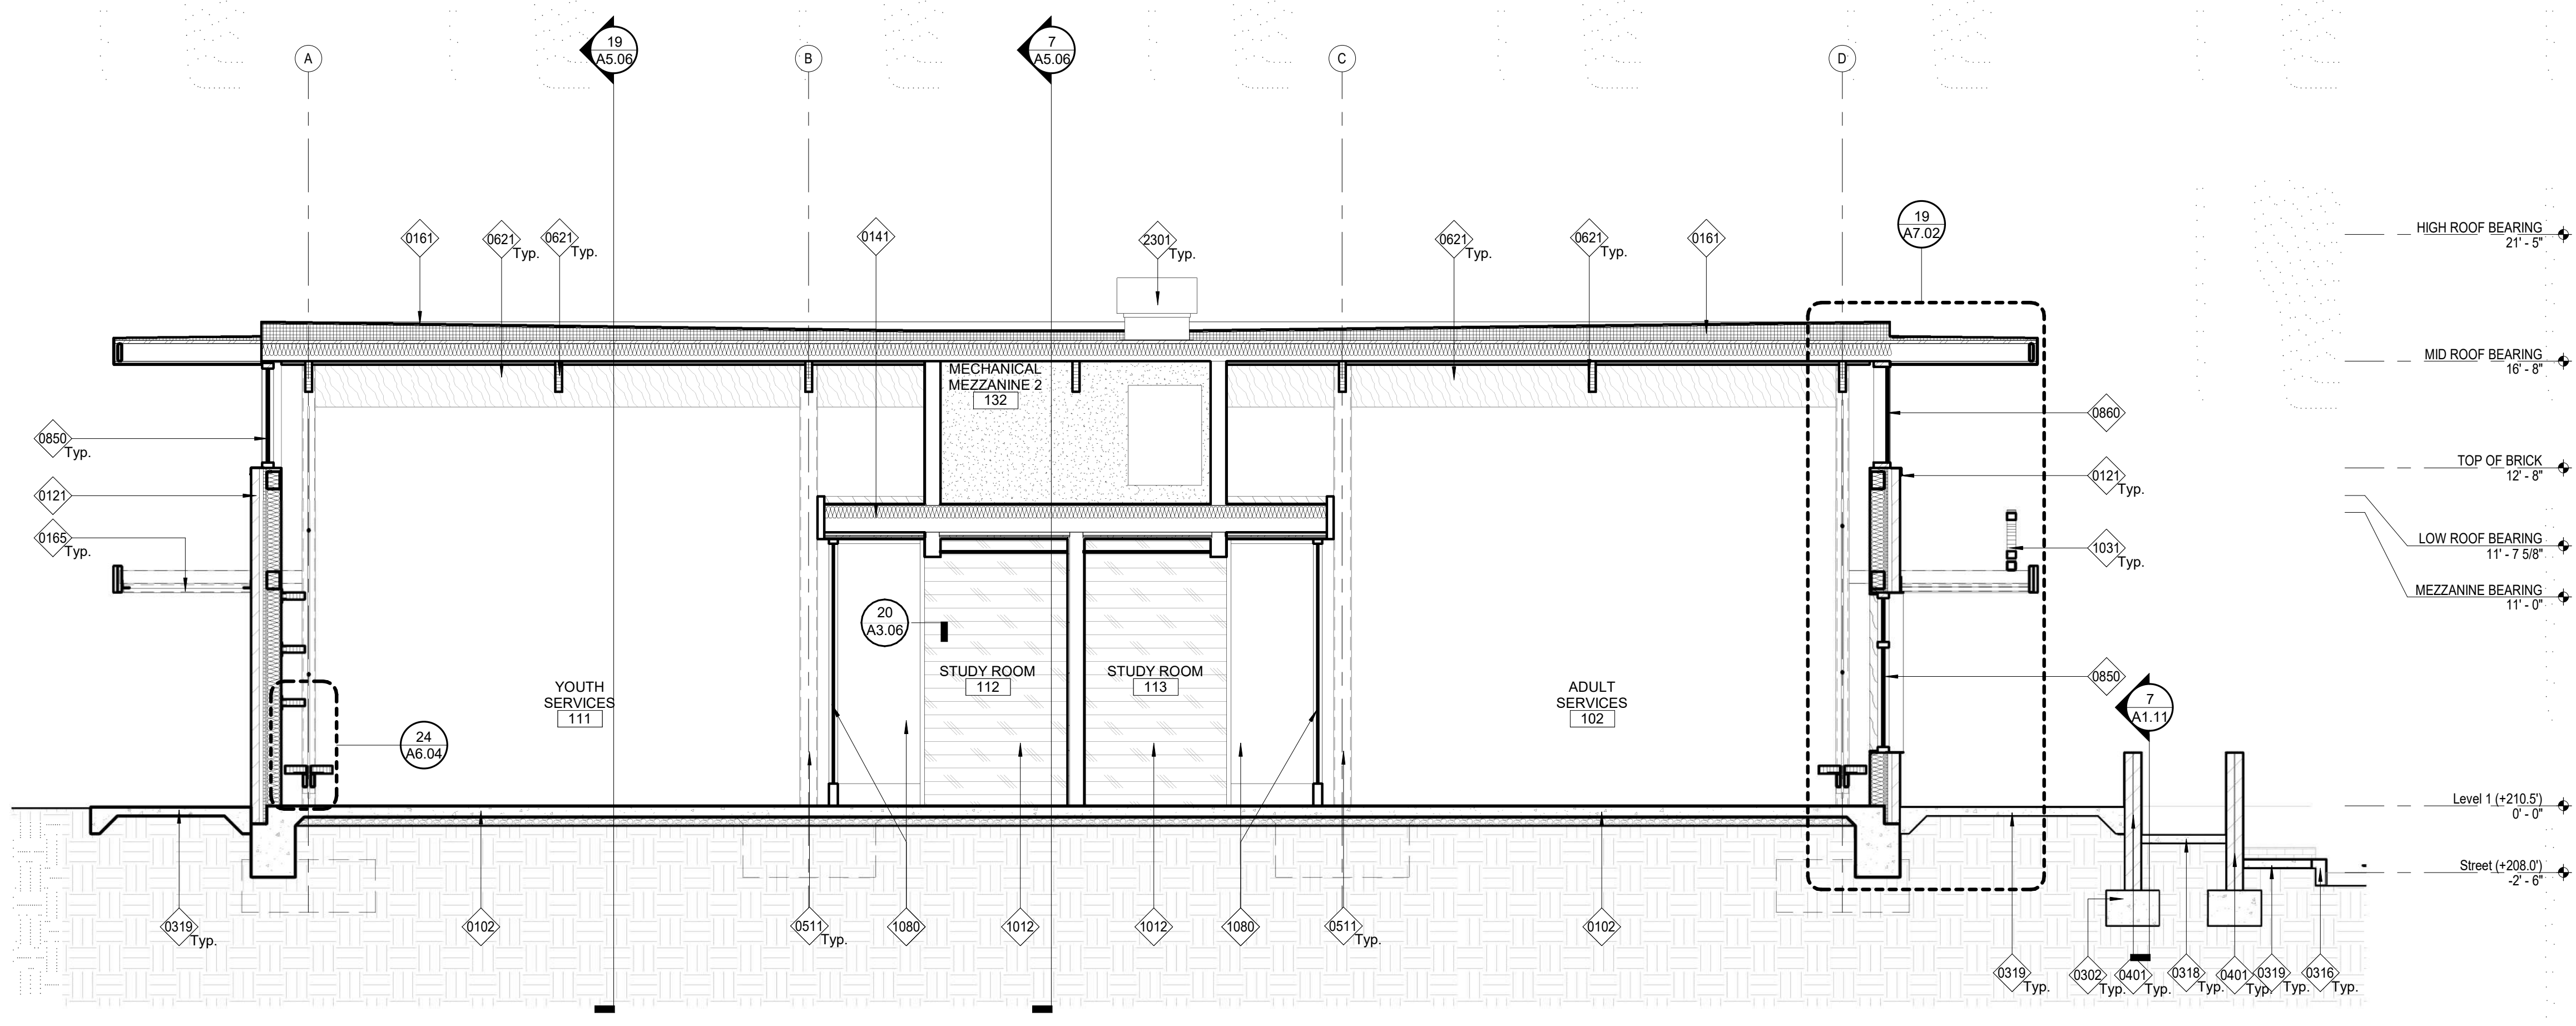 19
A5.06
7
A5.06
A
B
C
D
19
A7.02
0161
0621
Typ.
0621
Typ.
0141
2301
Typ.
0621
Typ.
0621
Typ.
0161
HIGH ROOF BEARING
21' - 5"
MID ROOF BEARING
16' - 8"
TOP OF BRICK
12' - 8"
LOW ROOF BEARING
11' - 7 5/8"
MEZZANINE BEARING
11' - 0"
Level 1 (+210.5')
0' - 0"
Street (+208.0')
-2' - 6"
MECHANICAL
MEZZANINE 2
132
0850
Typ.
0121
0165
Typ.
0860
0121
Typ.
1031
Typ.
0850
20
A3.06
STUDY ROOM
112
STUDY ROOM
113
YOUTH
SERVICES
111
ADULT
SERVICES
102
24
A6.04
7
A1.11
0319
Typ.
0102
0511
Typ.
1080
1012
1012
1080
0511
Typ.
0102
0319
Typ.
0302
Typ.
0401
Typ.
0318
Typ.
0401
Typ.
0319
Typ.
0316
Typ.